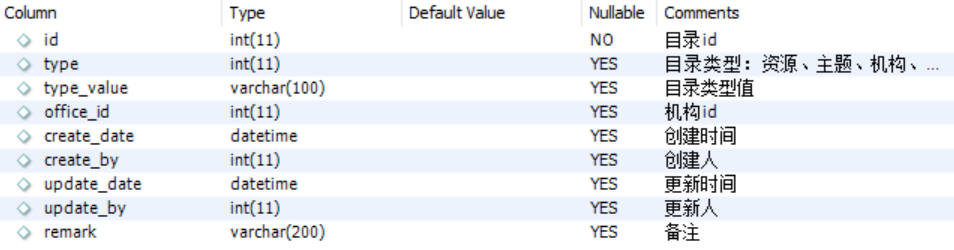 Column Type Default Value Nullable Comments
id int(11) NO 目录id
type int(11) YES 目录类型：资源、主题、机构、...
type_value varchar(100) YES 目录类型值
office_id int(11) YES 机构id
create_date datetime YES 创建时间
create_by int(11) YES 创建人
update_date datetime YES 更新时间
update_by int(11) YES 更新人
remark varchar(200) YES 备注